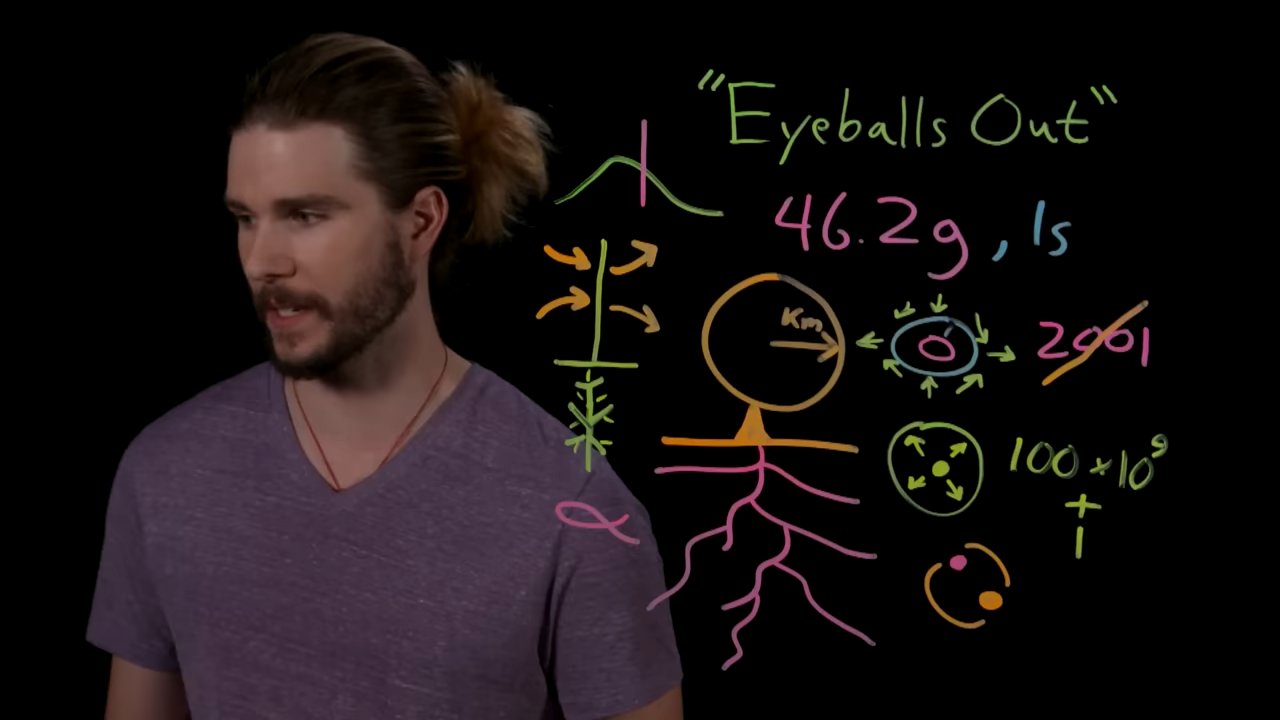 "Eyeballs Out"
46.2g, 1s
Km
2001
100 × 10⁹
+
1
α